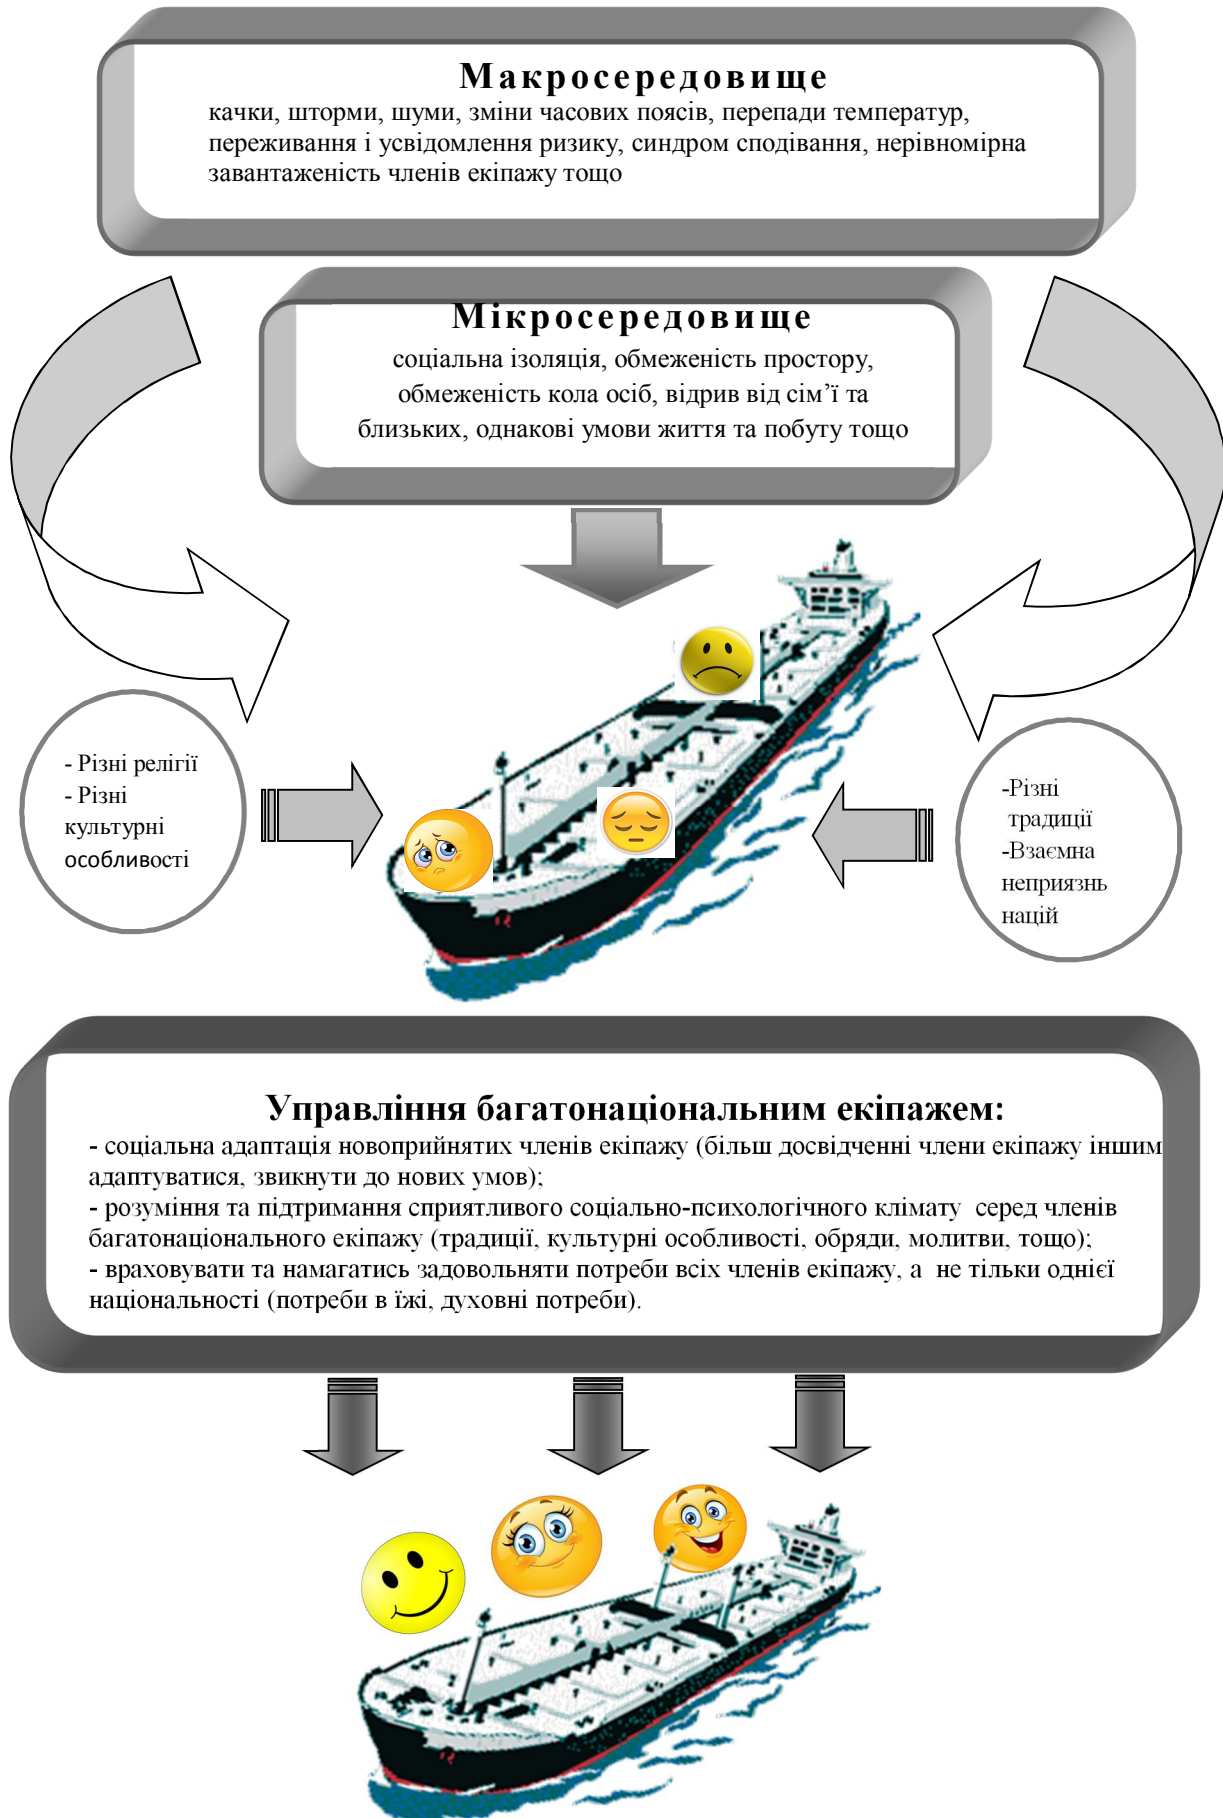 Макросередовище
качки, шторми, шуми, зміни часових поясів, перепади температур,
переживання і усвідомлення ризику, синдром сподівання, нерівномірна
завантаженість членів екіпажу тощо
Мікросередовище
соціальна ізоляція, обмеженість простору,
обмеженість кола осіб, відрив від сім’ї та
близьких, однакові умови життя та побуту тощо
- Різні релігії
- Різні
культурні
особливості
-Різні
традиції
-Взаємна
неприязнь
націй
Управління багатонаціональним екіпажем:
- соціальна адаптація новоприйнятих членів екіпажу (більш досвідченні члени екіпажу іншим
адаптуватися, звикнути до нових умов);
- розуміння та підтримання сприятливого соціально-психологічного клімату серед членів
багатонаціонального екіпажу (традиції, культурні особливості, обряди, молитви, тощо);
- враховувати та намагатись задовольняти потреби всіх членів екіпажу, а не тільки однієї
національності (потреби в їжі, духовні потреби).